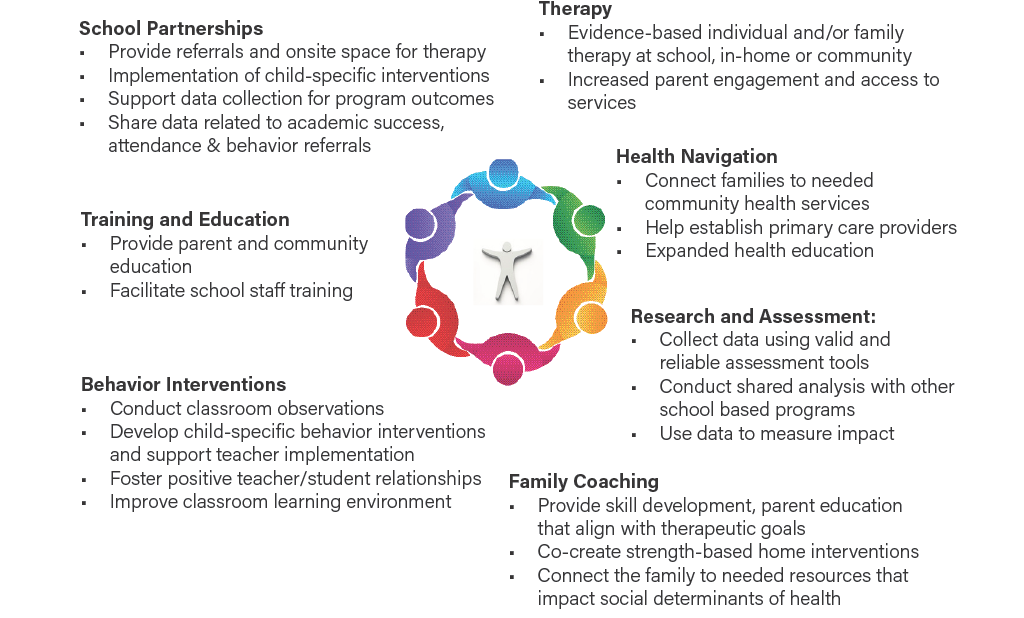 School Partnerships
▪ Provide referrals and onsite space for therapy
▪ Implementation of child-specific interventions
▪ Support data collection for program outcomes
▪ Share data related to academic success,
attendance & behavior referrals
Therapy
▪ Evidence-based individual and/or family
therapy at school, in-home or community
▪ Increased parent engagement and access to
services
Health Navigation
▪ Connect families to needed
community health services
▪ Help establish primary care providers
▪ Expanded health education
Training and Education
▪ Provide parent and community
education
▪ Facilitate school staff training
Research and Assessment:
▪ Collect data using valid and
reliable assessment tools
▪ Conduct shared analysis with other
school based programs
▪ Use data to measure impact
Behavior Interventions
▪ Conduct classroom observations
▪ Develop child-specific behavior interventions
and support teacher implementation
▪ Foster positive teacher/student relationships
▪ Improve classroom learning environment
Family Coaching
▪ Provide skill development, parent education
that align with therapeutic goals
▪ Co-create strength-based home interventions
▪ Connect the family to needed resources that
impact social determinants of health